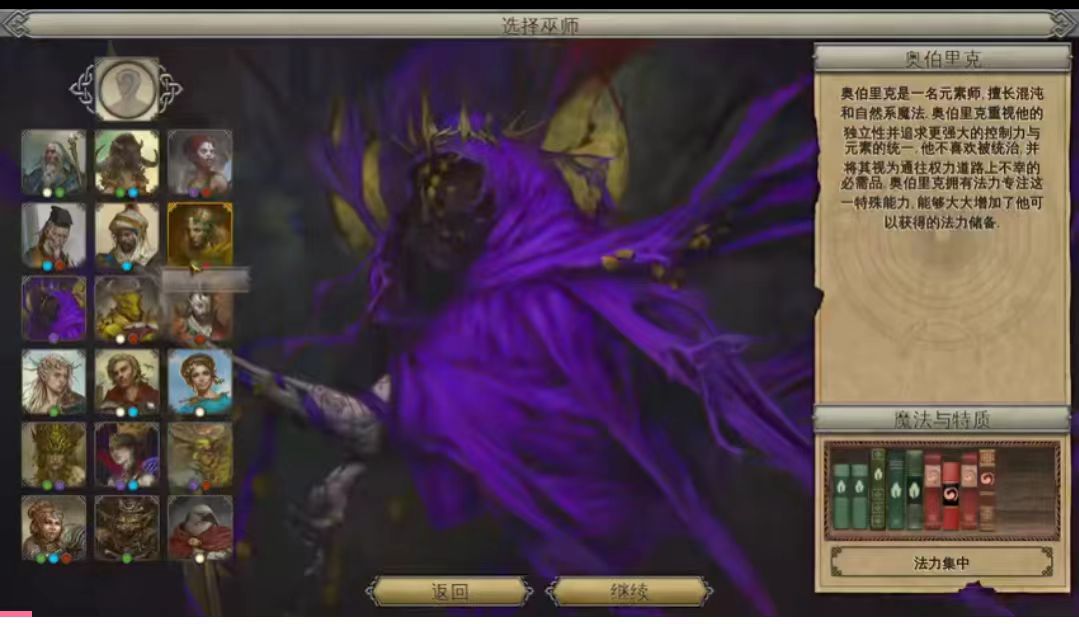 选择巫师
奥伯里克
奥伯里克是一名元素师,擅长混沌
和自然系魔法.奥伯里克重视他的
独立性并追求更强大的控制力与
元素的统一.他不喜欢被统治,并
将其视为通往权力道路上不幸的
必需品.奥伯里克拥有法力专注这
一特殊能力,能够大大增加了他可
以获得的法力储备.
魔法与特质
法力集中
返回
继续